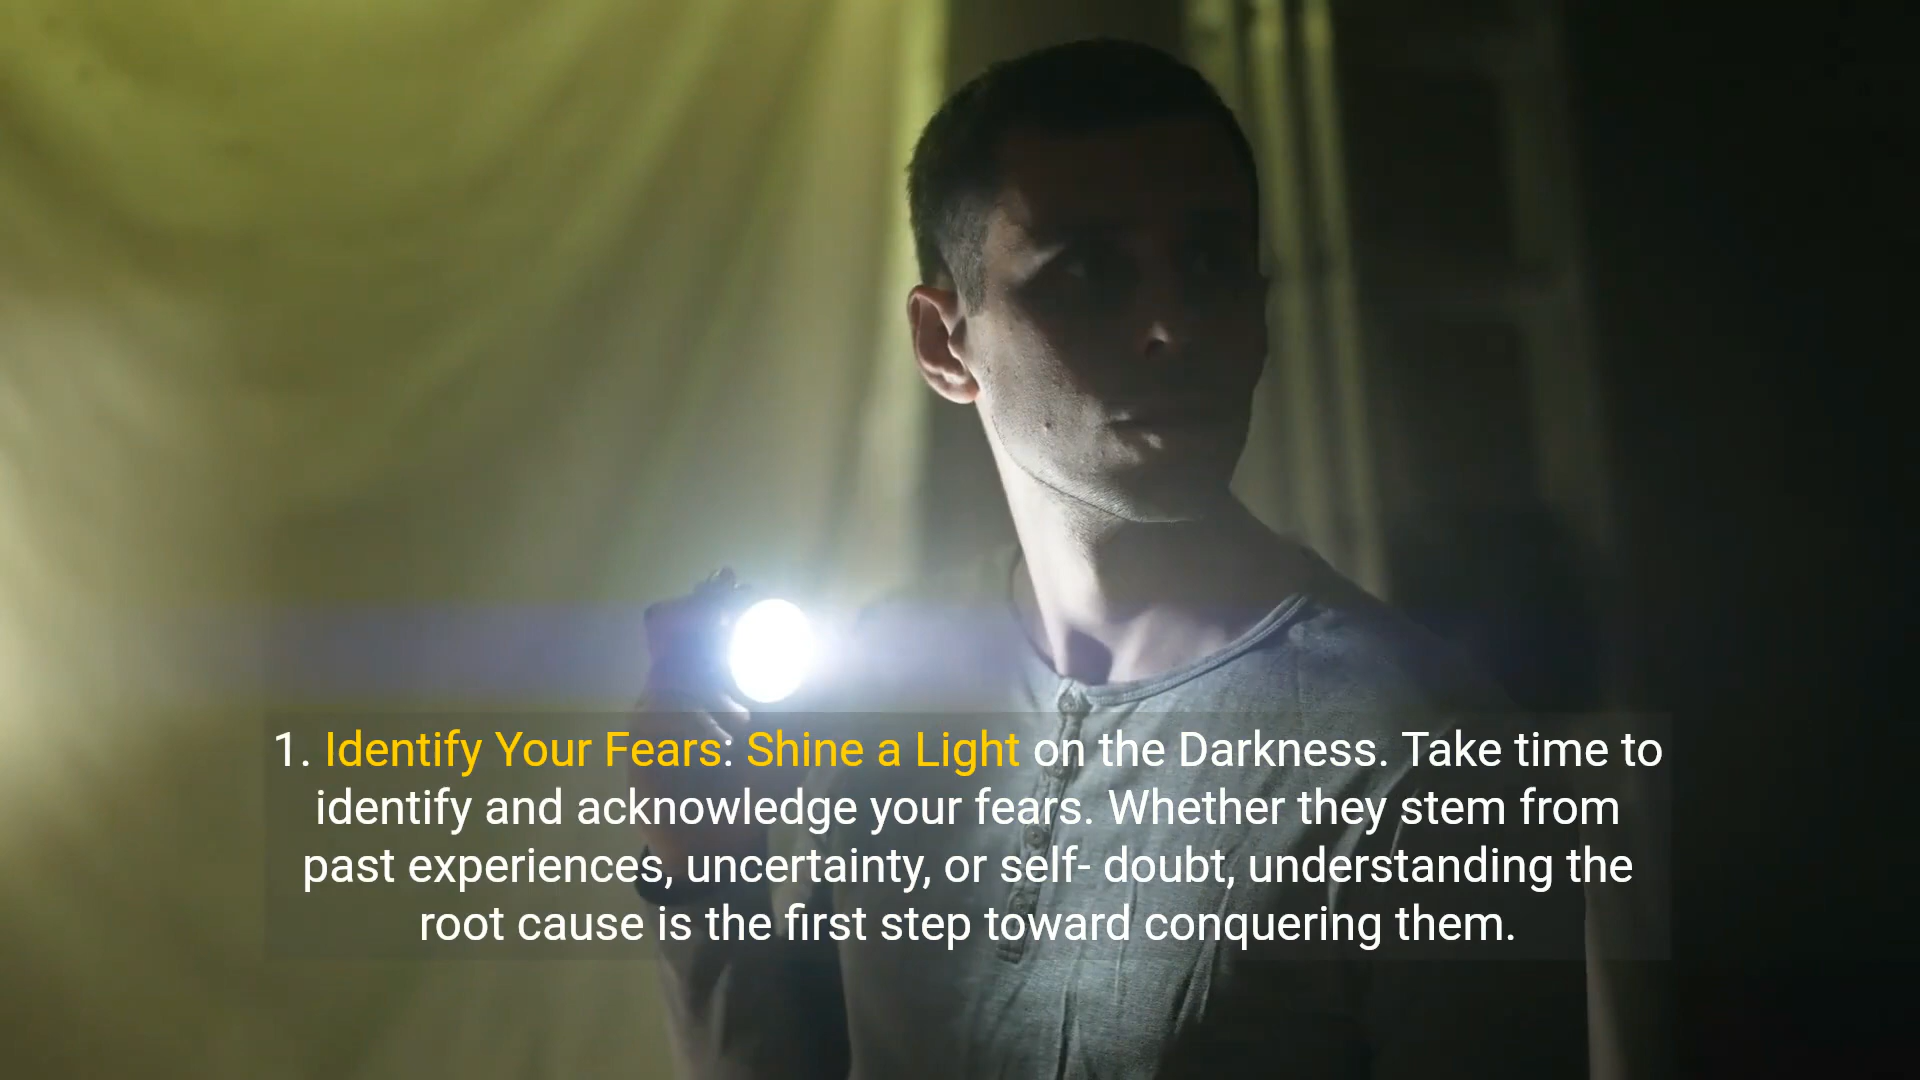 1. Identify Your Fears: Shine a Light on the Darkness. Take time to
identify and acknowledge your fears. Whether they stem from
past experiences, uncertainty, or self- doubt, understanding the
root cause is the first step toward conquering them.